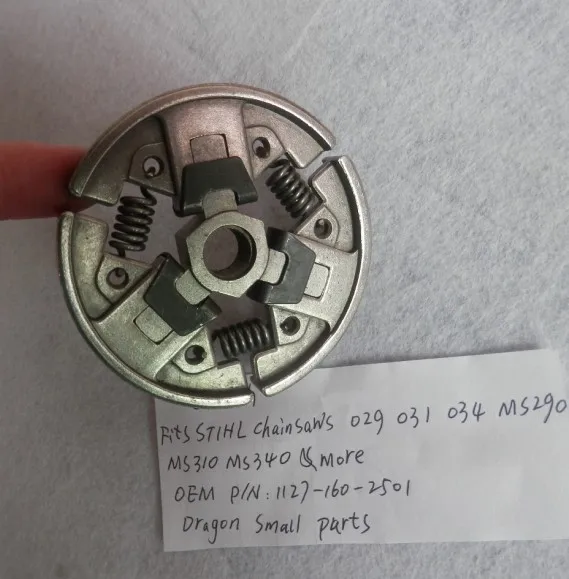 Fits STIHL Chainsaws 029 031 034 MS290
MS310 MS340 & more
OEM P/N: 1127-160-2501
Dragon Small parts